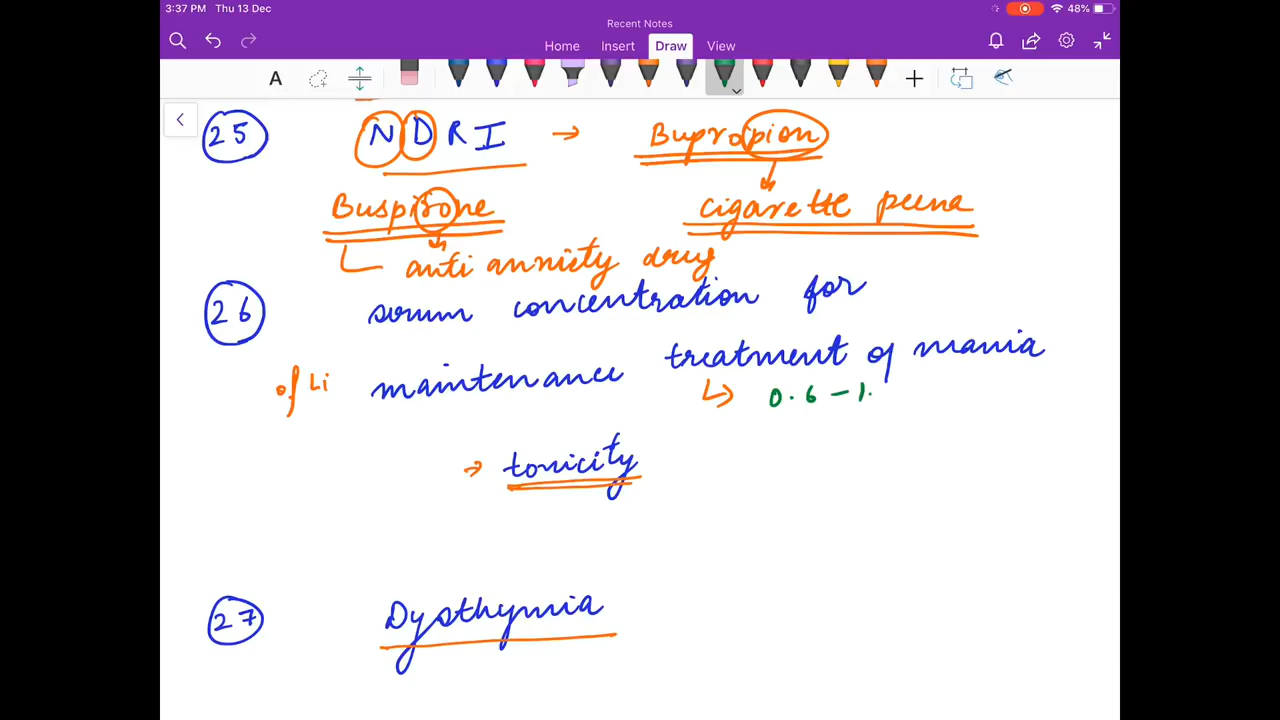 3:37 PM Thu 13 Dec
48%
Recent Notes
Home Insert Draw View
A
25 NDRI → Bupropion
Buspirone cigarette peena
anti anxiety drug
26 serum concentration for
of Li maintenance treatment of mania
0.6 - 1.
→ toxicity
27 Dysthymia